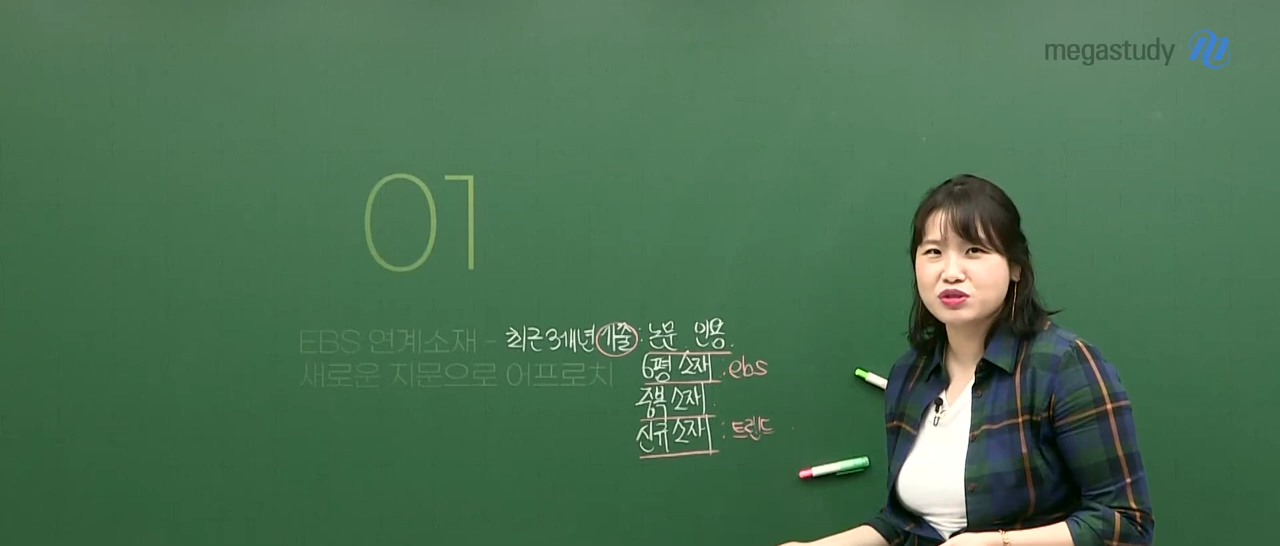 megastudy
01
EBS 연계소재 - 최근 3개년 기출 : 논문 인용.
새로운 지문으로 어프로치
6평 소재 : ebs
중복 소재
신규 소재 : 트렌드